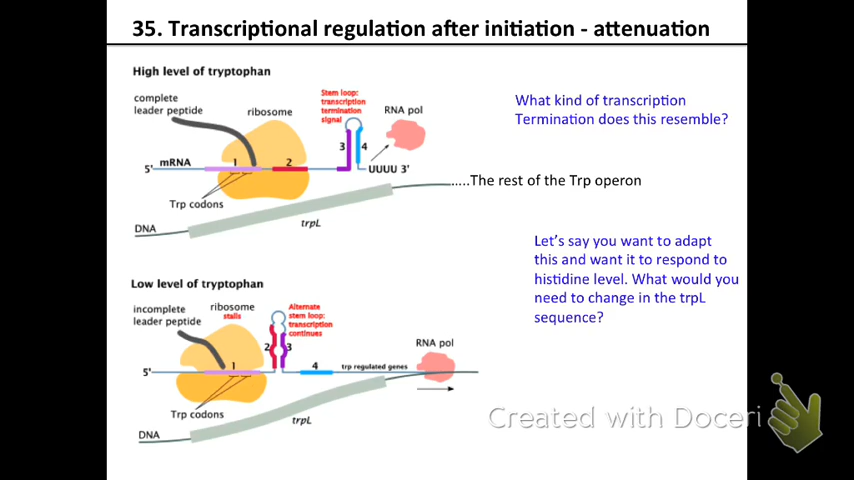 35. Transcriptional regulation after initiation - attenuation
High level of tryptophan
complete
leader peptide
ribosome
Stem loop:
transcription
termination
signal
RNA pol
What kind of transcription
Termination does this resemble?
3
4
5'
mRNA
1
2
UUUU 3'
Trp codons
.....The rest of the Trp operon
trpL
DNA
Let's say you want to adapt
this and want it to respond to
histidine level. What would you
need to change in the trpL
sequence?
Low level of tryptophan
incomplete
leader peptide
ribosome
stalls
Alternate
stem loop:
transcription
continues
RNA pol
2
3
5'
1
4
trp regulated genes
Trp codons
trpL
DNA
Created with Doceri